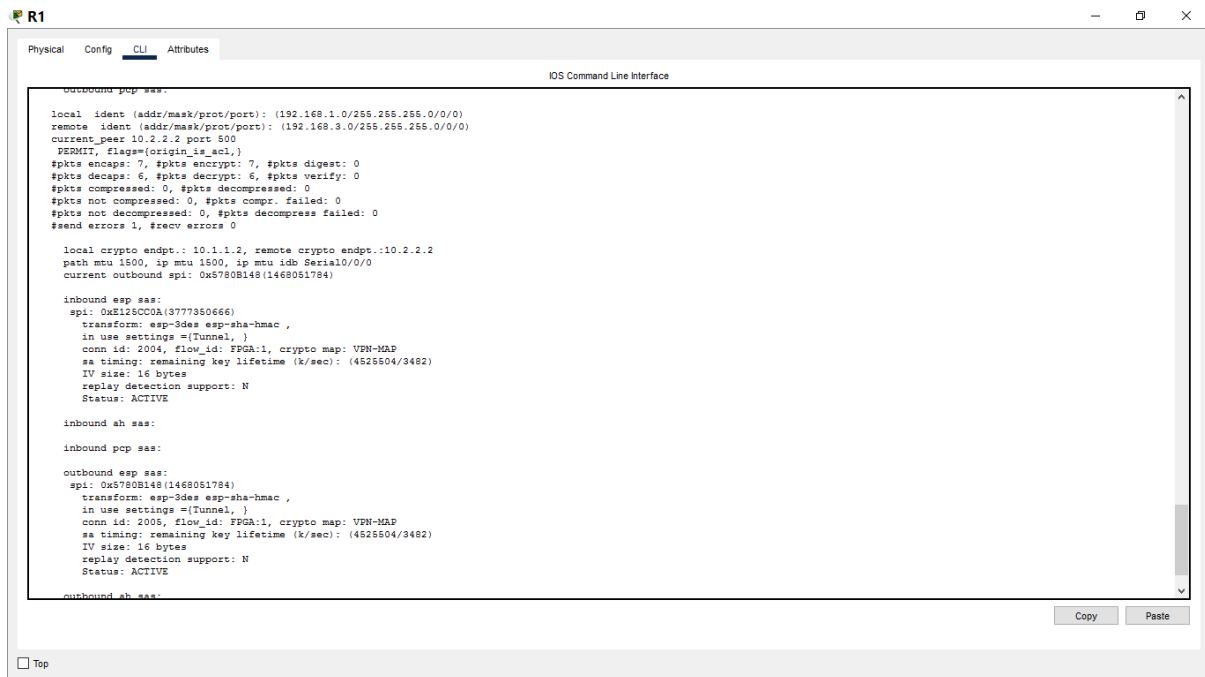 R1
Physical Config CLI Attributes
IOS Command Line Interface
outbound pcp sas:
local ident (addr/mask/prot/port): (192.168.1.0/255.255.255.0/0/0)
remote ident (addr/mask/prot/port): (192.168.3.0/255.255.255.0/0/0)
current_peer 10.2.2.2 port 500
PERMIT, flags={origin_is_acl,}
#pkts encaps: 7, #pkts encrypt: 7, #pkts digest: 0
#pkts decaps: 6, #pkts decrypt: 6, #pkts verify: 0
#pkts compressed: 0, #pkts decompressed: 0
#pkts not compressed: 0, #pkts compr. failed: 0
#pkts not decompressed: 0, #pkts decompress failed: 0
#send errors 1, #recv errors 0
local crypto endpt.: 10.1.1.2, remote crypto endpt.:10.2.2.2
path mtu 1500, ip mtu 1500, ip mtu idb Serial0/0/0
current outbound spi: 0x5780B148(1468051784)
inbound esp sas:
spi: 0xE125CC0A(3777350666)
transform: esp-3des esp-sha-hmac ,
in use settings ={Tunnel, }
conn id: 2004, flow_id: FPGA:1, crypto map: VPN-MAP
sa timing: remaining key lifetime (k/sec): (4525504/3482)
IV size: 16 bytes
replay detection support: N
Status: ACTIVE
inbound ah sas:
inbound pcp sas:
outbound esp sas:
spi: 0x5780B148(1468051784)
transform: esp-3des esp-sha-hmac ,
in use settings ={Tunnel, }
conn id: 2005, flow_id: FPGA:1, crypto map: VPN-MAP
sa timing: remaining key lifetime (k/sec): (4525504/3482)
IV size: 16 bytes
replay detection support: N
Status: ACTIVE
outbound ah sas:
Copy Paste
Top